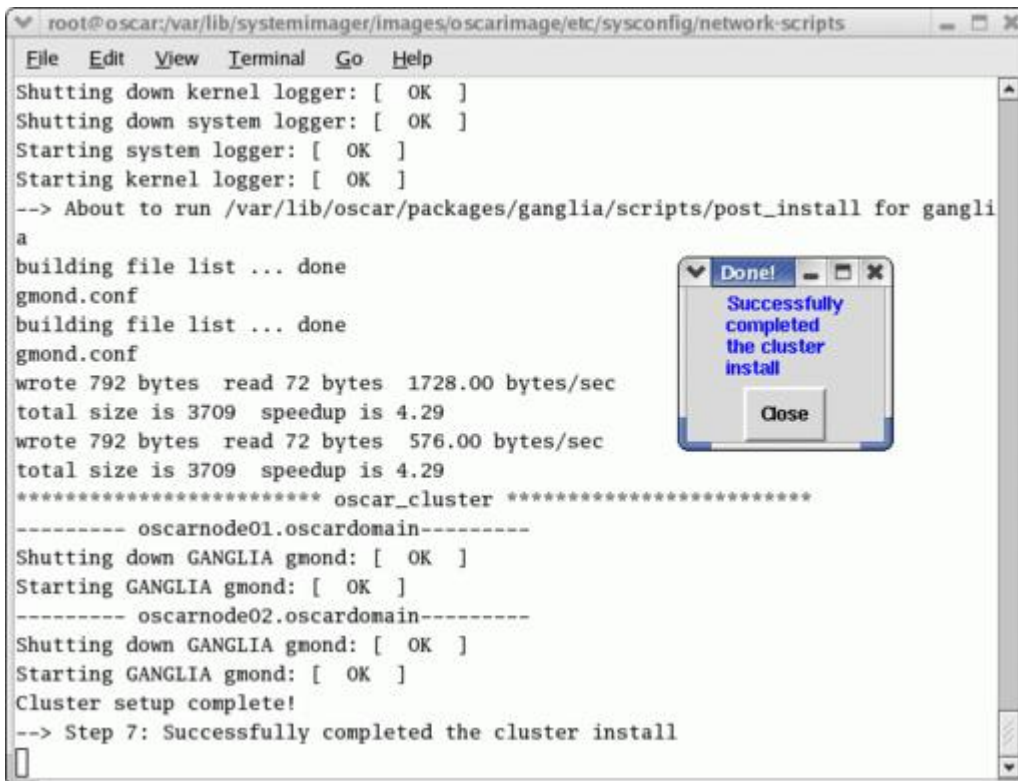 root@oscar:/var/lib/systemimager/images/oscarimage/etc/sysconfig/network-scripts
File Edit View Terminal Go Help
Shutting down kernel logger: [  OK  ]
Shutting down system logger: [  OK  ]
Starting system logger: [  OK  ]
Starting kernel logger: [  OK  ]
--> About to run /var/lib/oscar/packages/ganglia/scripts/post_install for gangli
a
building file list ... done
gmond.conf
building file list ... done
gmond.conf
wrote 792 bytes  read 72 bytes  1728.00 bytes/sec
total size is 3709  speedup is 4.29
wrote 792 bytes  read 72 bytes  576.00 bytes/sec
total size is 3709  speedup is 4.29
************************* oscar_cluster *************************
--------- oscarnode01.oscardomain---------
Shutting down GANGLIA gmond: [  OK  ]
Starting GANGLIA gmond: [  OK  ]
--------- oscarnode02.oscardomain---------
Shutting down GANGLIA gmond: [  OK  ]
Starting GANGLIA gmond: [  OK  ]
Cluster setup complete!
--> Step 7: Successfully completed the cluster install
Done!
Successfully
completed
the cluster
install
Close